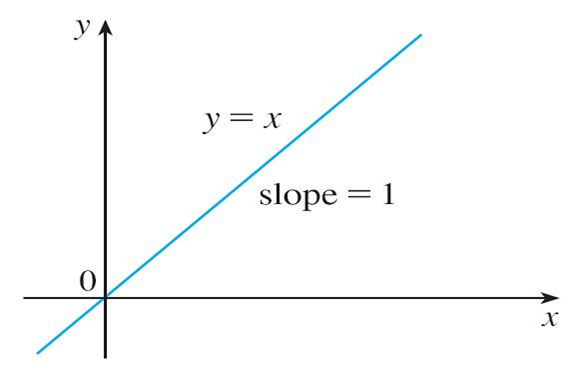 y
y = x
slope = 1
0
x